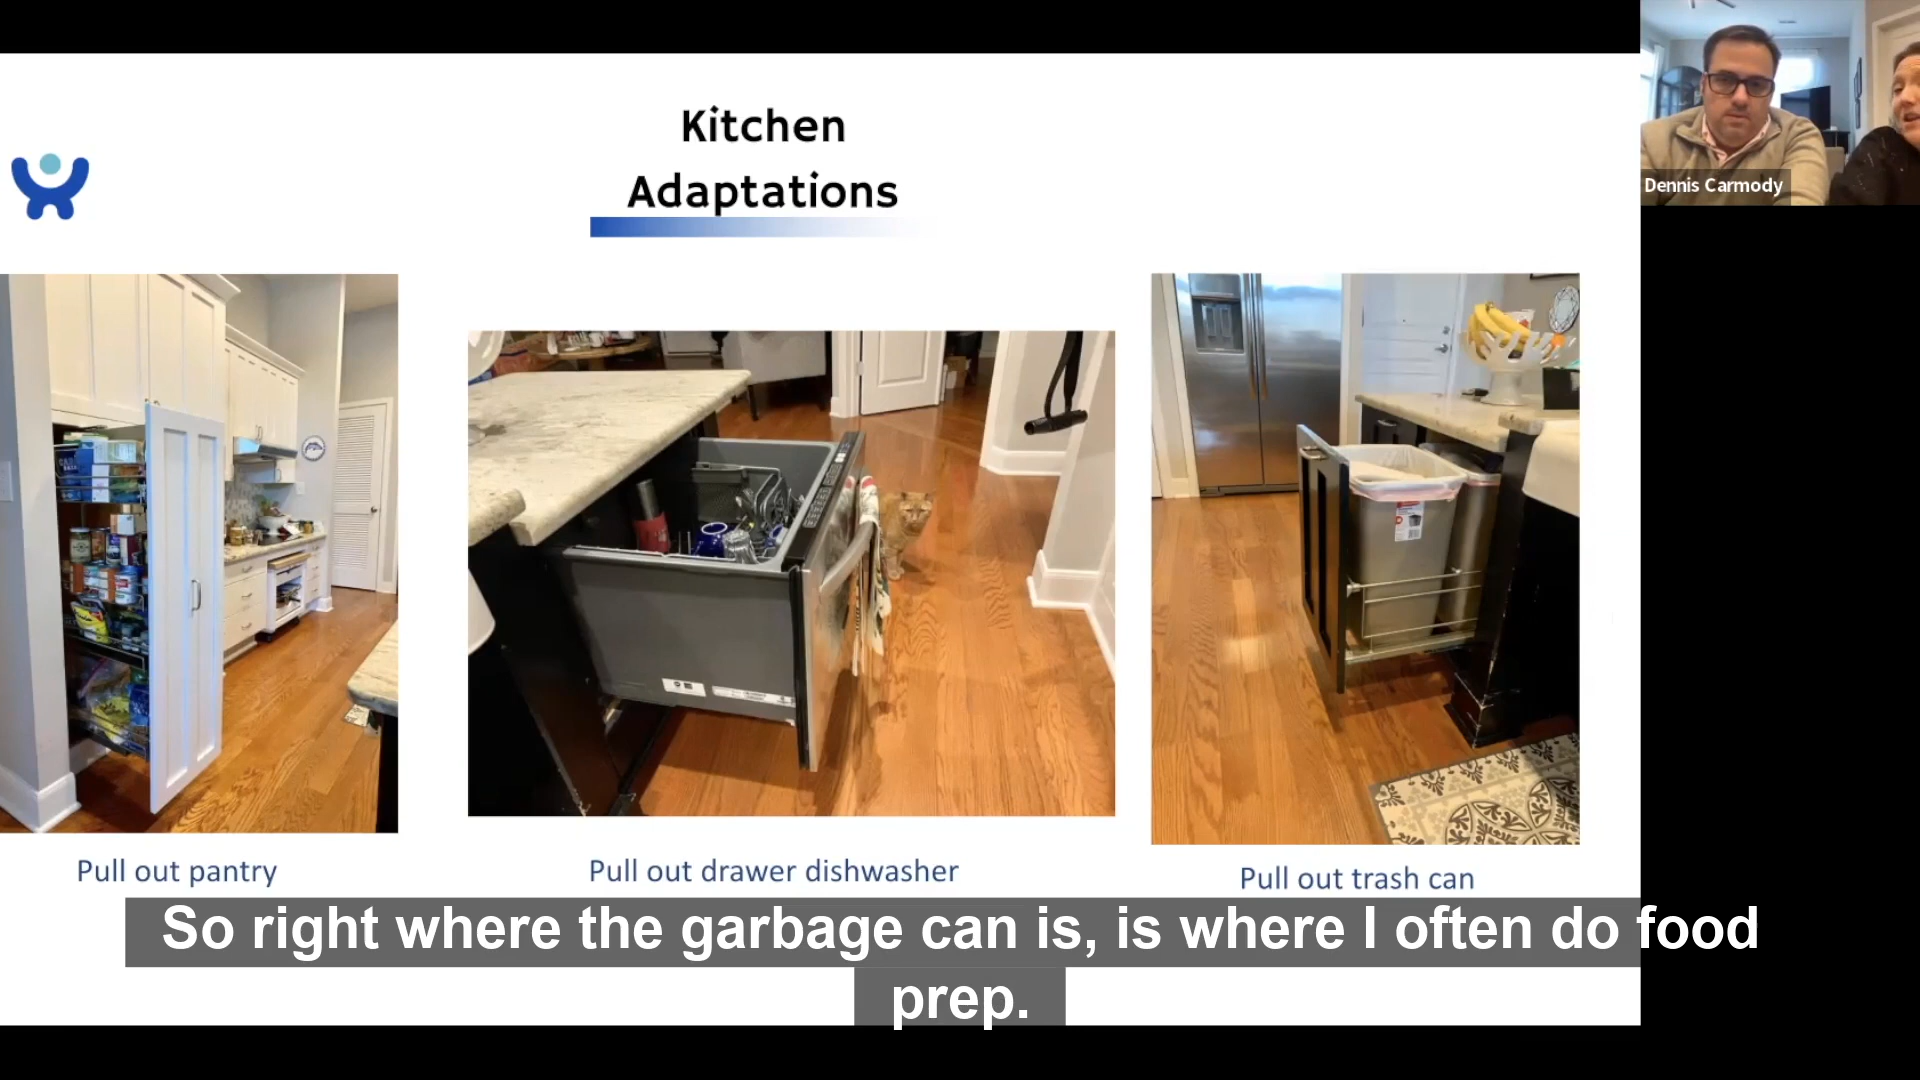 Kitchen
Adaptations
Dennis Carmody
Pull out pantry
Pull out drawer dishwasher
Pull out trash can
So right where the garbage can is, is where I often do food
prep.